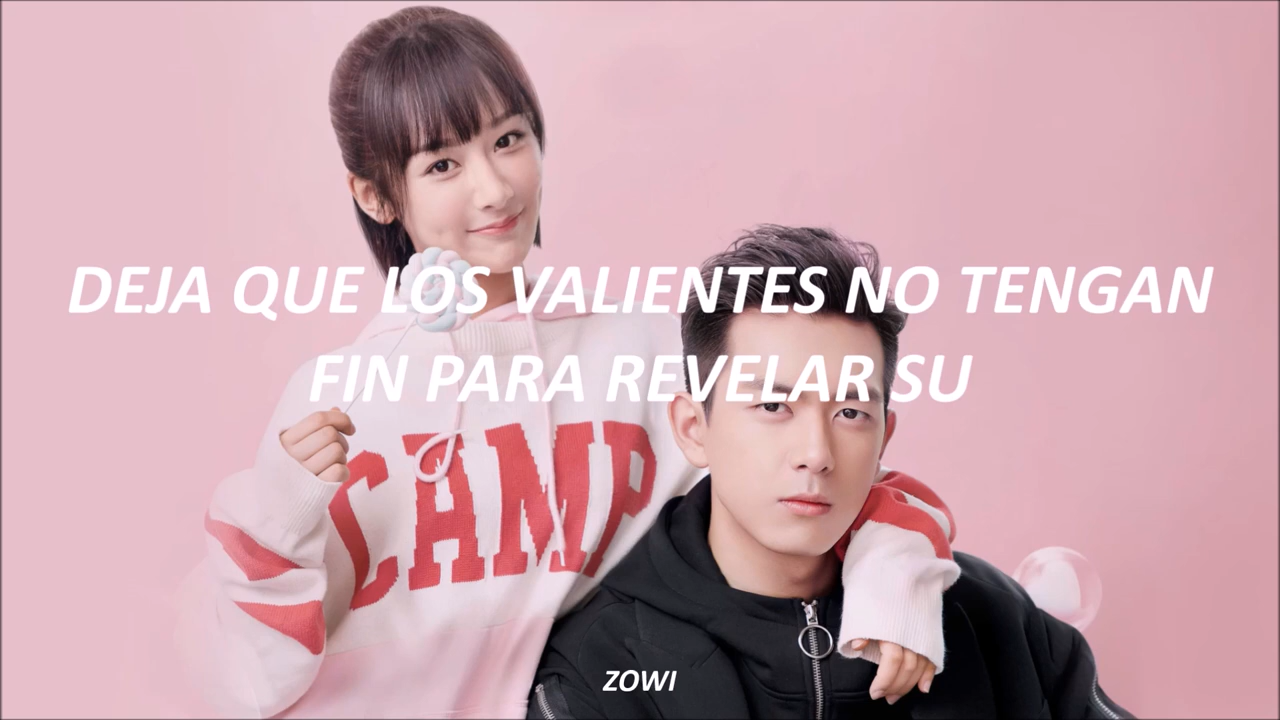 DEJA QUE LOS VALIENTES NO TENGAN
FIN PARA REVELAR SU
CAMP
ZOWI